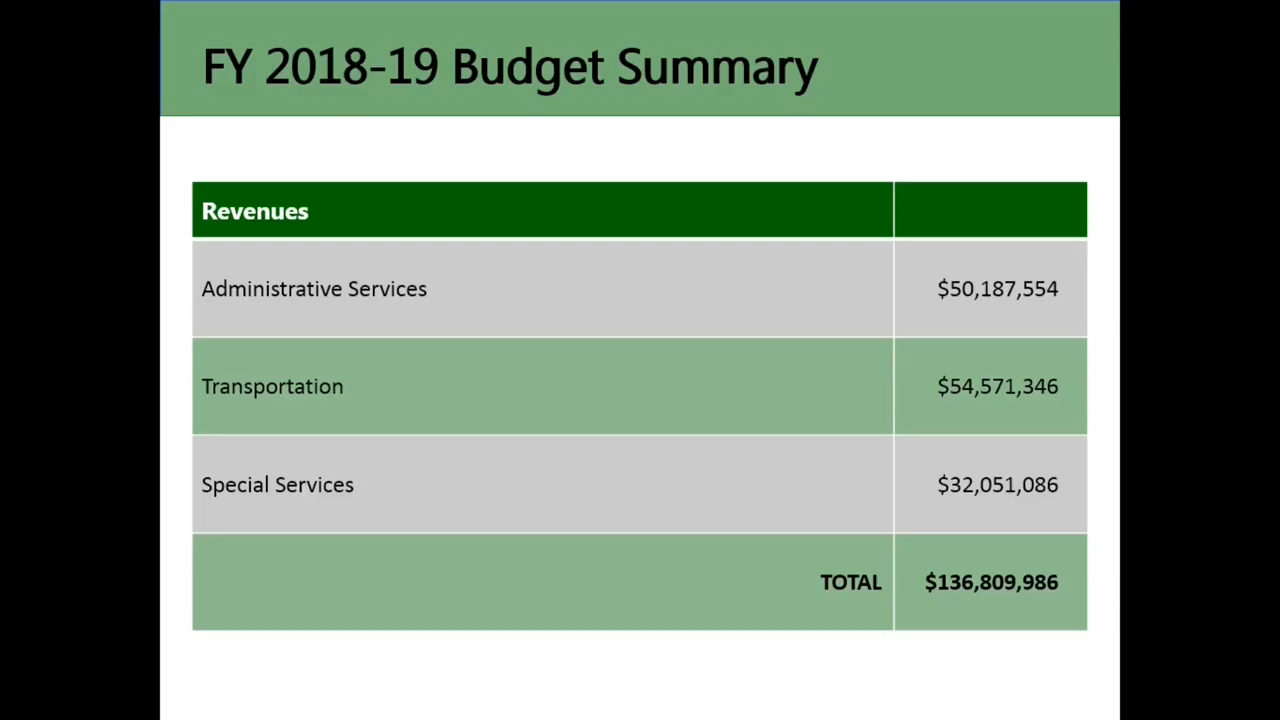 FY 2018-19 Budget Summary
Revenues
Administrative Services $50,187,554
Transportation $54,571,346
Special Services $32,051,086
TOTAL $136,809,986